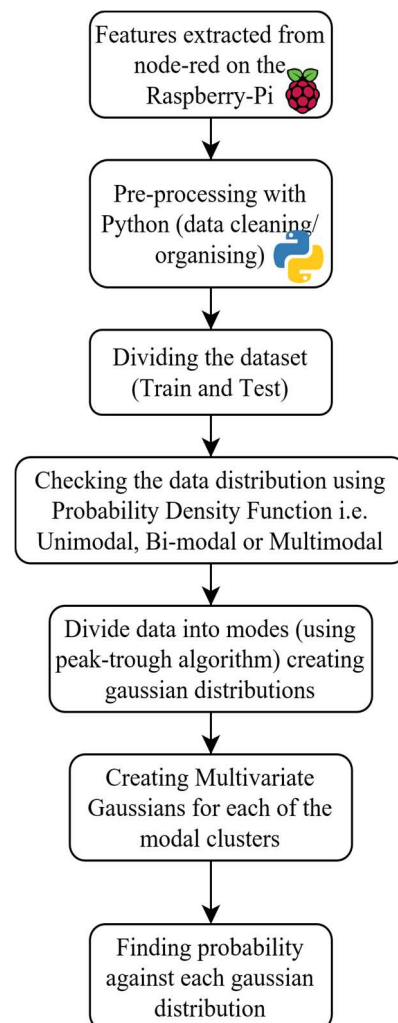 Features extracted from
node-red on the
Raspberry-Pi
Pre-processing with
Python (data cleaning/
organising)
Dividing the dataset
(Train and Test)
Checking the data distribution using
Probability Density Function i.e.
Unimodal, Bi-modal or Multimodal
Divide data into modes (using
peak-trough algorithm) creating
gaussian distributions
Creating Multivariate
Gaussians for each of the
modal clusters
Finding probability
against each gaussian
distribution